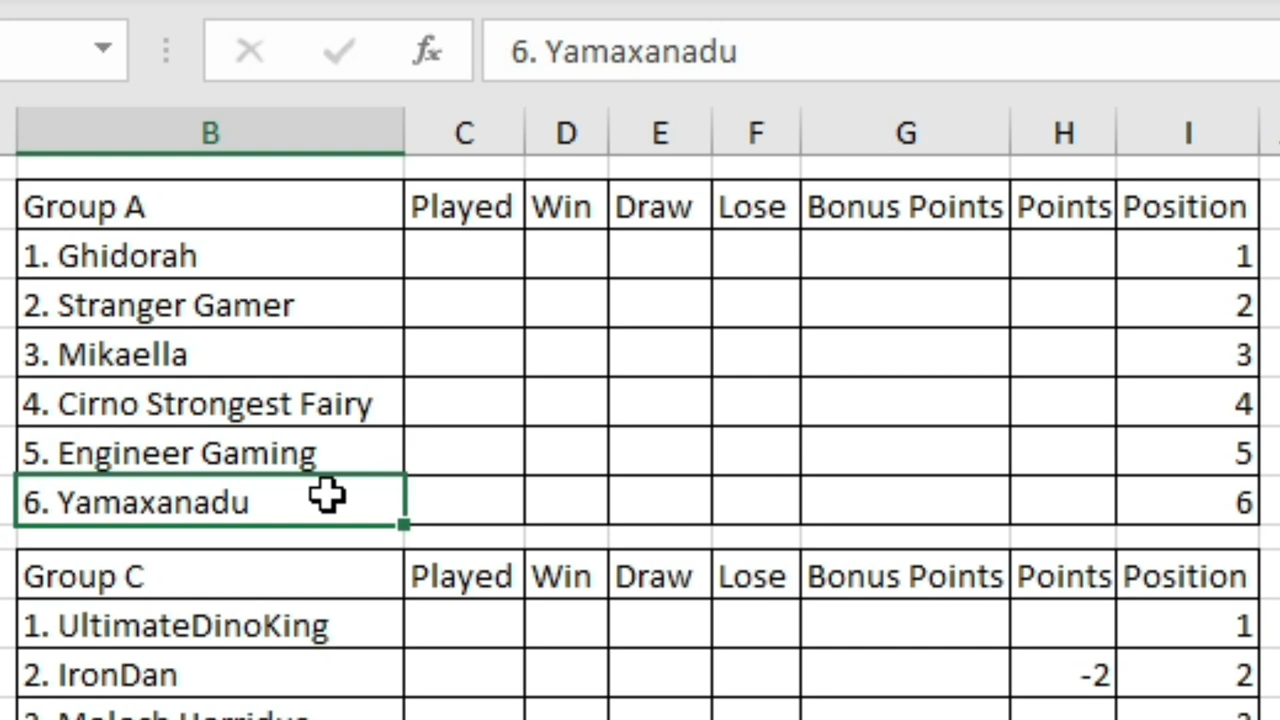 6. Yamaxanadu
B C D E F G H I
Group A Played Win Draw Lose Bonus Points Points Position
1. Ghidorah 1
2. Stranger Gamer 2
3. Mikaella 3
4. Cirno Strongest Fairy 4
5. Engineer Gaming 5
6. Yamaxanadu 6
Group C Played Win Draw Lose Bonus Points Points Position
1. UltimateDinoKing 1
2. IronDan -2 2